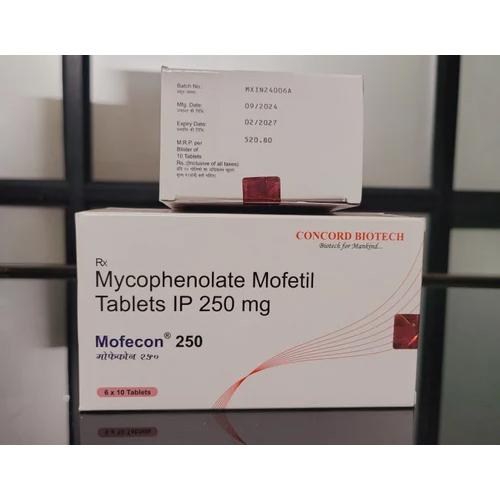 Batch No.:
MXIN24006A
Mfg. Date:
09/2024
Expiry Date:
02/2027
M.R.P. per
520.80
Blister of
10 Tablets
Rs.:(Inclusive of all taxes)
CONCORD BIOTECH
Biotech for Mankind...
Rx
Mycophenolate Mofetil
Tablets IP 250 mg
Mofecon® 250
मोफेकॉन २५०
6 x 10 Tablets